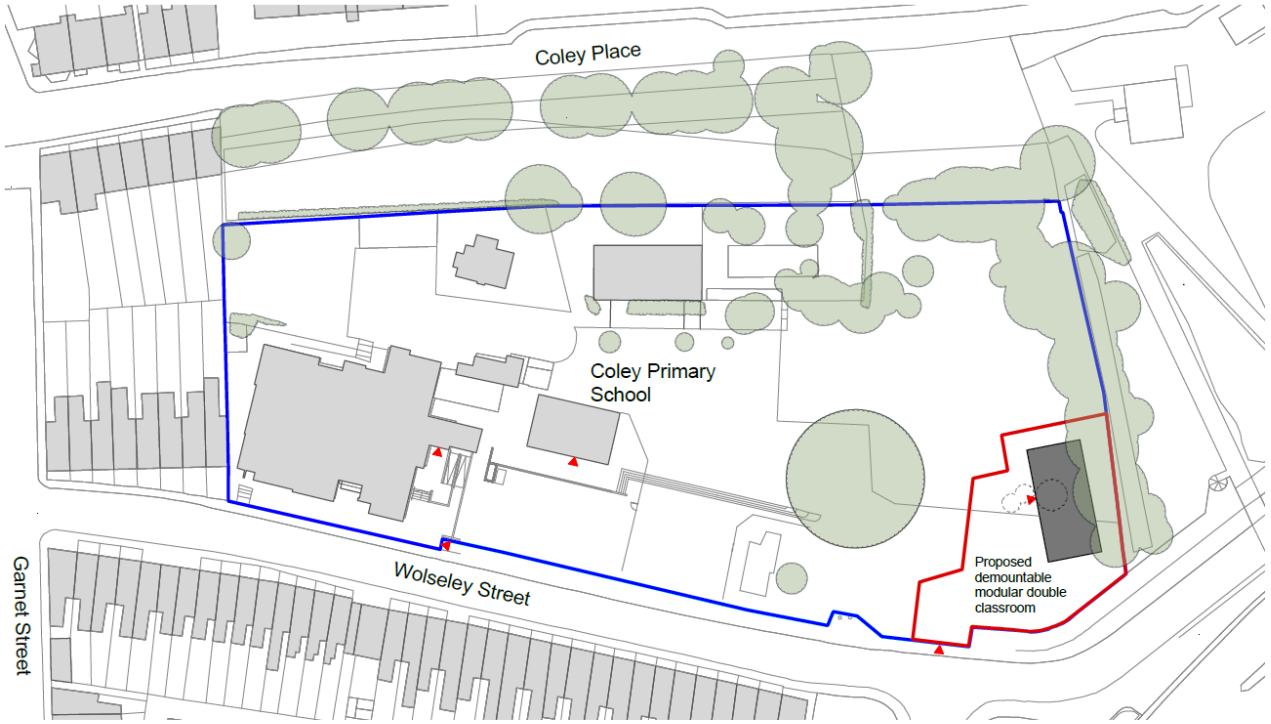 Coley Place
Coley Primary
School
Proposed
demountable
modular double
classroom
Wolseley Street
Garnet Street